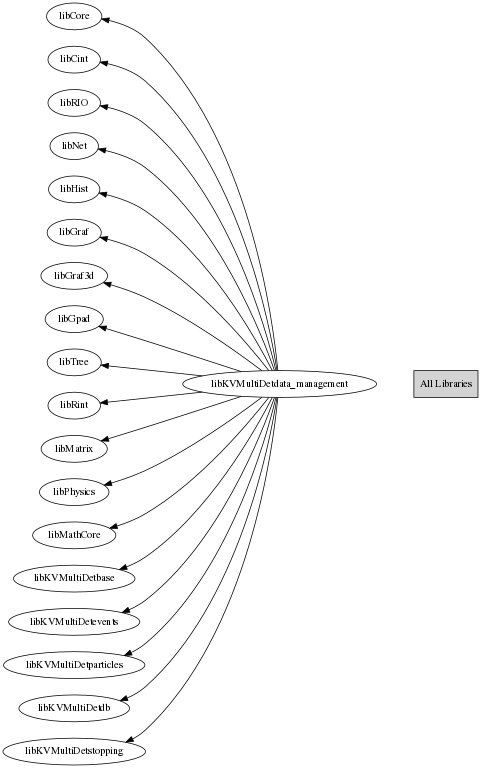 libCore
libCint
libRIO
libNet
libHist
libGraf
libGraf3d
libGpad
libTree
libKVMultiDetdata_management
All Libraries
libRint
libMatrix
libPhysics
libMathCore
libKVMultiDetbase
libKVMultiDetevents
libKVMultiDetparticles
libKVMultiDetdb
libKVMultiDetstopping